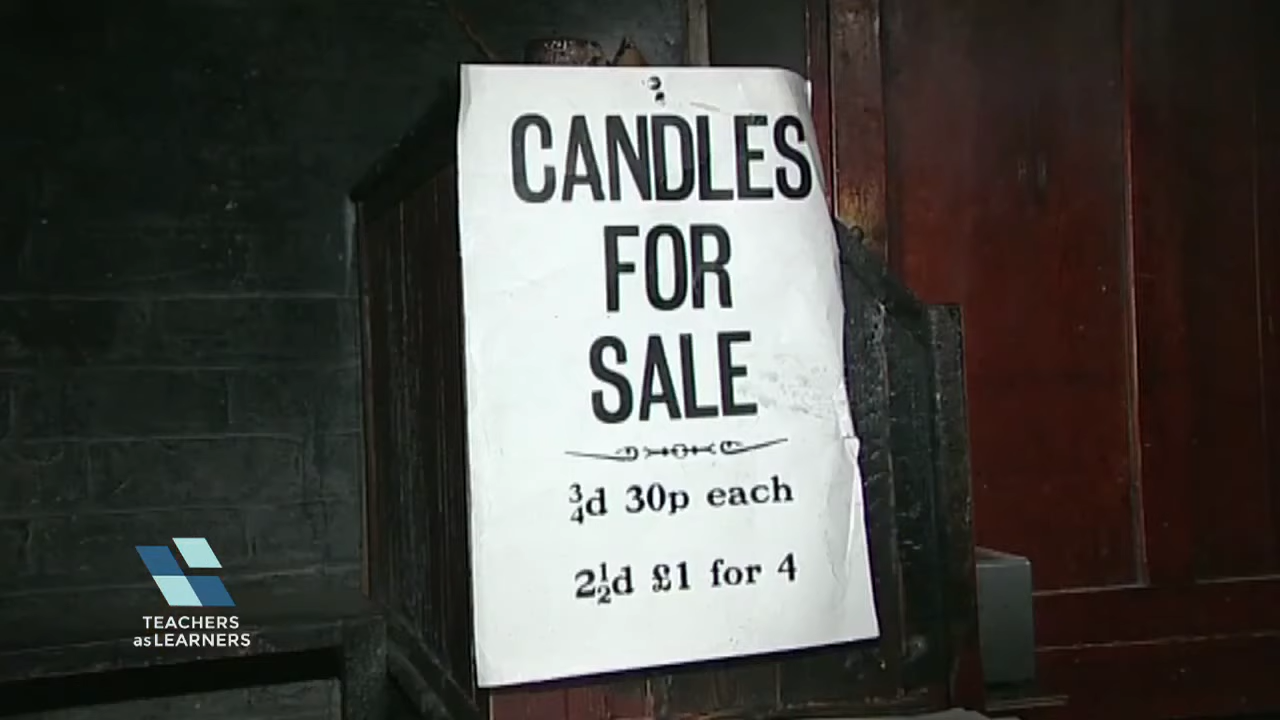 CANDLES
FOR
SALE
¾d 30p each
2½d £1 for 4
TEACHERS
asLEARNERS